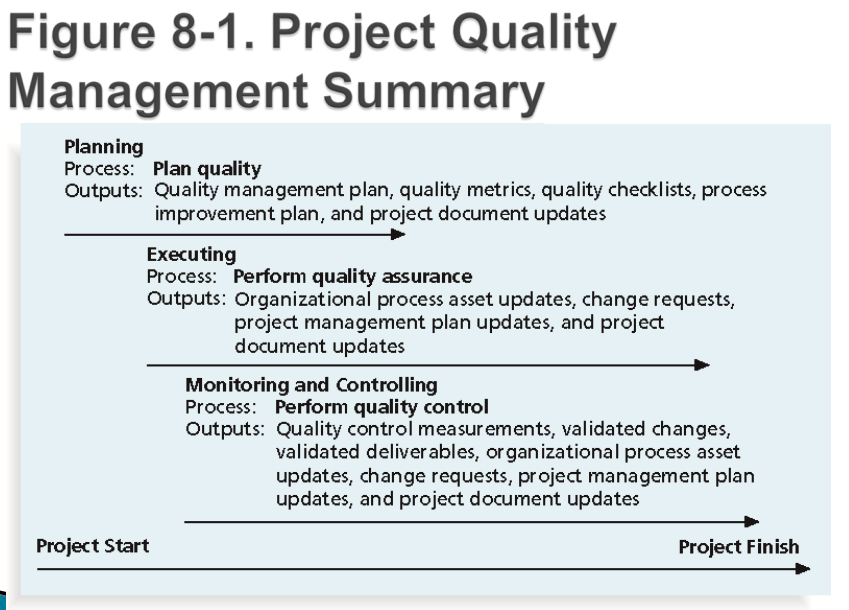 Figure 8-1. Project Quality
Management Summary
Planning
Process: Plan quality
Outputs: Quality management plan, quality metrics, quality checklists, process
improvement plan, and project document updates
Executing
Process: Perform quality assurance
Outputs: Organizational process asset updates, change requests,
project management plan updates, and project
document updates
Monitoring and Controlling
Process: Perform quality control
Outputs: Quality control measurements, validated changes,
validated deliverables, organizational process asset
updates, change requests, project management plan
updates, and project document updates
Project Start Project Finish